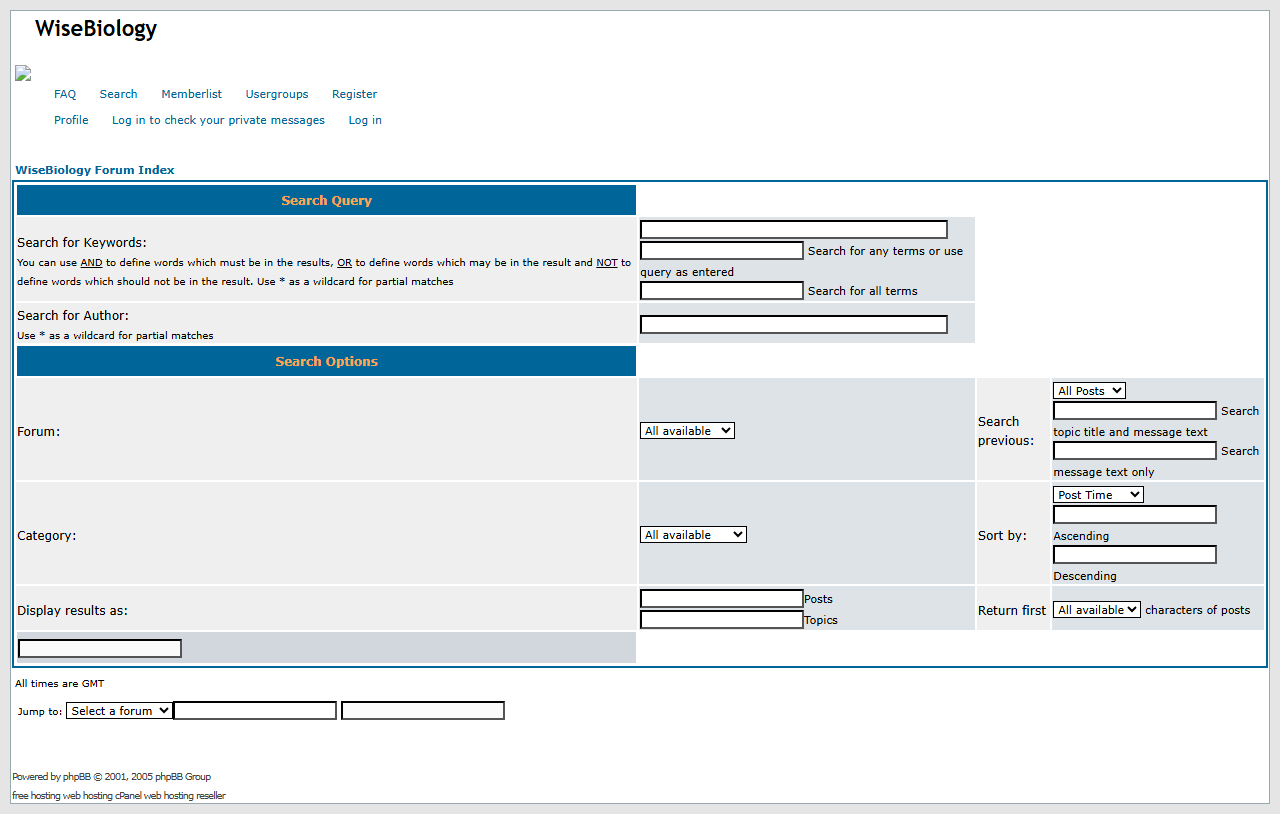 WiseBiology
FAQ Search Memberlist Usergroups Register
Profile Log in to check your private messages Log in
WiseBiology Forum Index
Search Query
Search for Keywords:
You can use AND to define words which must be in the results, OR to define words which may be in the result and NOT to
define words which should not be in the result. Use * as a wildcard for partial matches
Search for any terms or use
query as entered
Search for all terms
Search for Author:
Use * as a wildcard for partial matches
Search Options
Forum:
All available
Search
previous:
All Posts
Search
topic title and message text
Search
message text only
Category:
All available
Sort by:
Post Time
Ascending
Descending
Display results as:
Posts
Topics
Return first
All available characters of posts
All times are GMT
Jump to: Select a forum
Powered by phpBB © 2001, 2005 phpBB Group
free hosting web hosting cPanel web hosting reseller